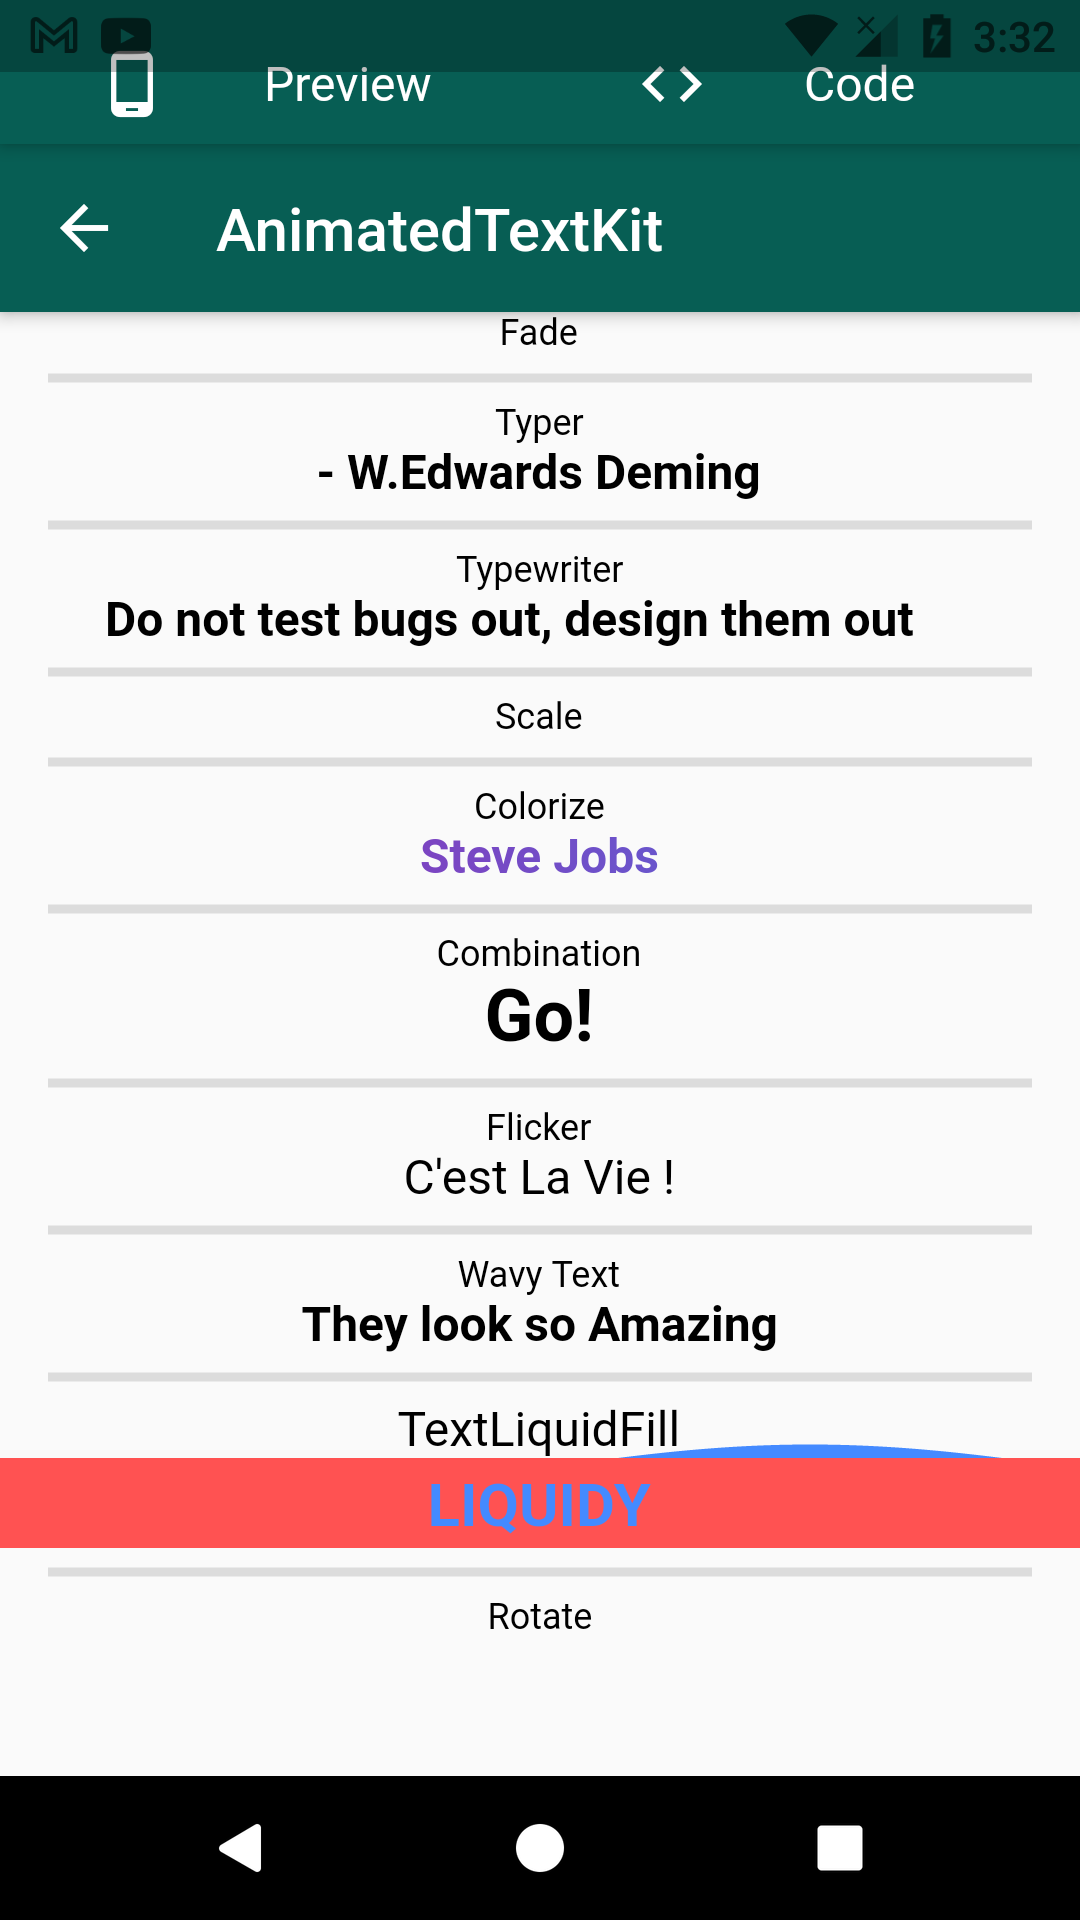 3:32
Preview
Code
AnimatedTextKit
Fade
Typer
- W.Edwards Deming
Typewriter
Do not test bugs out, design them out
Scale
Colorize
Steve Jobs
Combination
Go!
Flicker
C'est La Vie !
Wavy Text
They look so Amazing
TextLiquidFill
LIQUIDY
Rotate